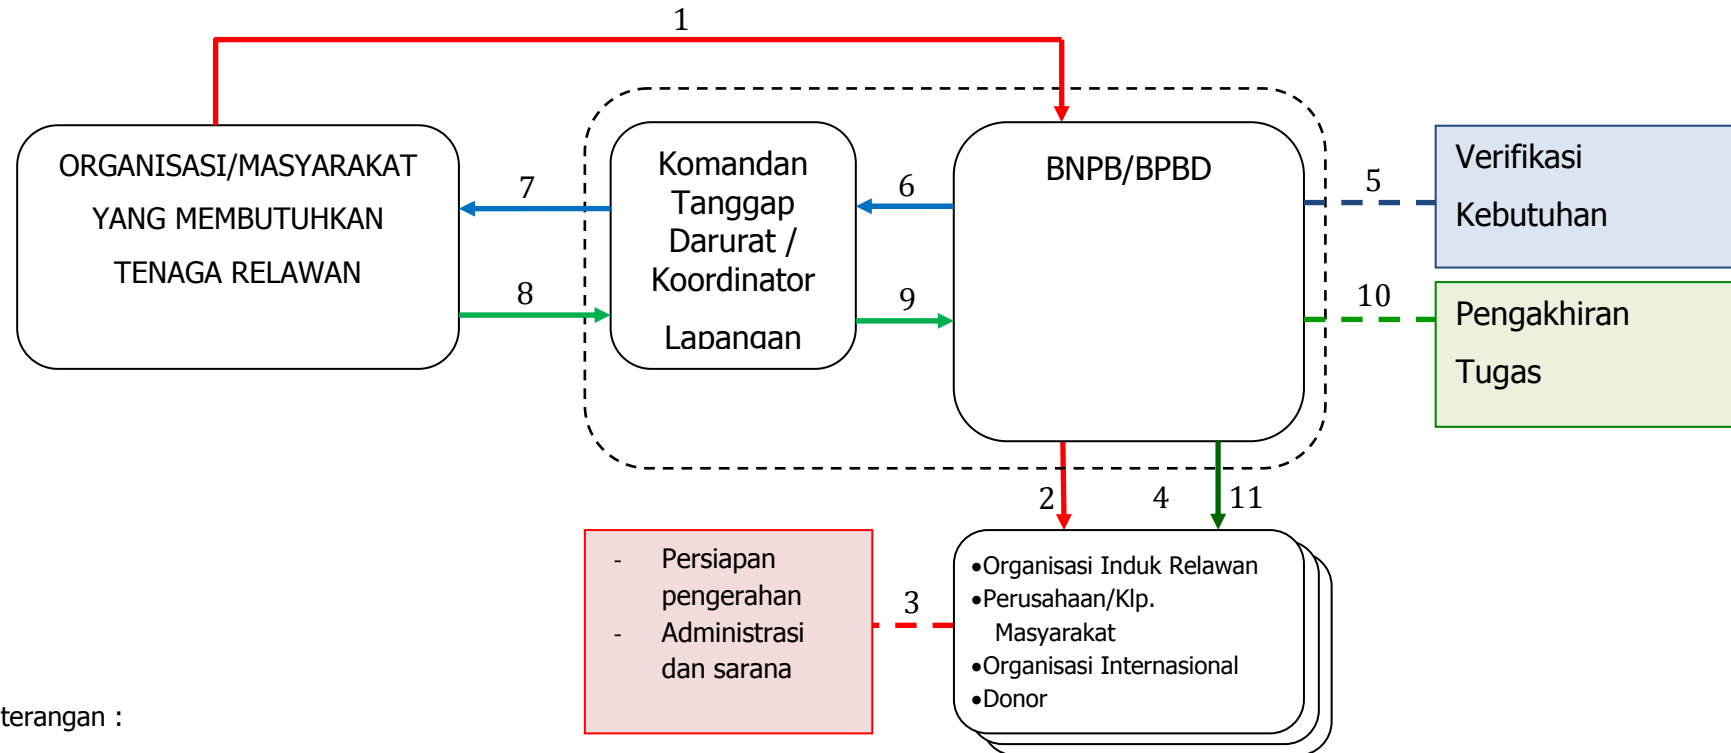 1
ORGANISASI/MASYARAKAT
YANG MEMBUTUHKAN
TENAGA RELAWAN
7
8
Komandan
Tanggap
Darurat /
Koordinator
Lapangan
6
9
BNPB/BPBD
5
10
Verifikasi
Kebutuhan
Pengakhiran
Tugas
2
4
11
- Persiapan
pengerahan
- Administrasi
dan sarana
3
•Organisasi Induk Relawan
•Perusahaan/Klp.
Masyarakat
•Organisasi Internasional
•Donor
terangan :